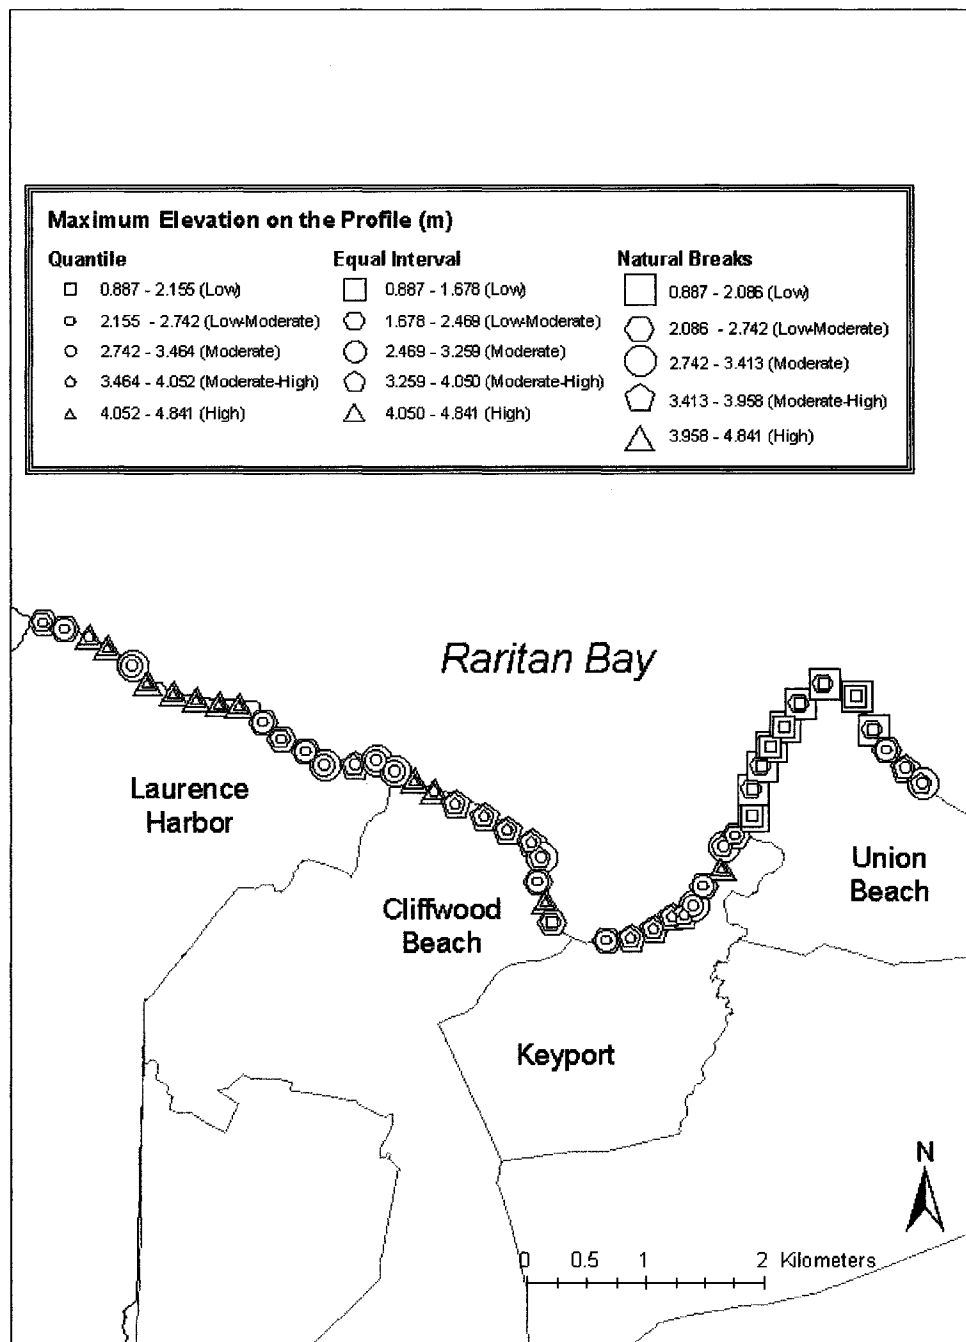 Maximum Elevation on the Profile (m)
Quantile
0.887 - 2.155 (Low)
2.155 - 2.742 (Low-Moderate)
2.742 - 3.464 (Moderate)
3.464 - 4.052 (Moderate-High)
4.052 - 4.841 (High)
Equal Interval
0.887 - 1.678 (Low)
1.678 - 2.469 (Low-Moderate)
2.469 - 3.259 (Moderate)
3.259 - 4.050 (Moderate-High)
4.050 - 4.841 (High)
Natural Breaks
0.887 - 2.086 (Low)
2.086 - 2.742 (Low-Moderate)
2.742 - 3.413 (Moderate)
3.413 - 3.958 (Moderate-High)
3.958 - 4.841 (High)
Raritan Bay
Laurence
Harbor
Cliffwood
Beach
Union
Beach
Keyport
N
0 0.5 1 2 Kilometers